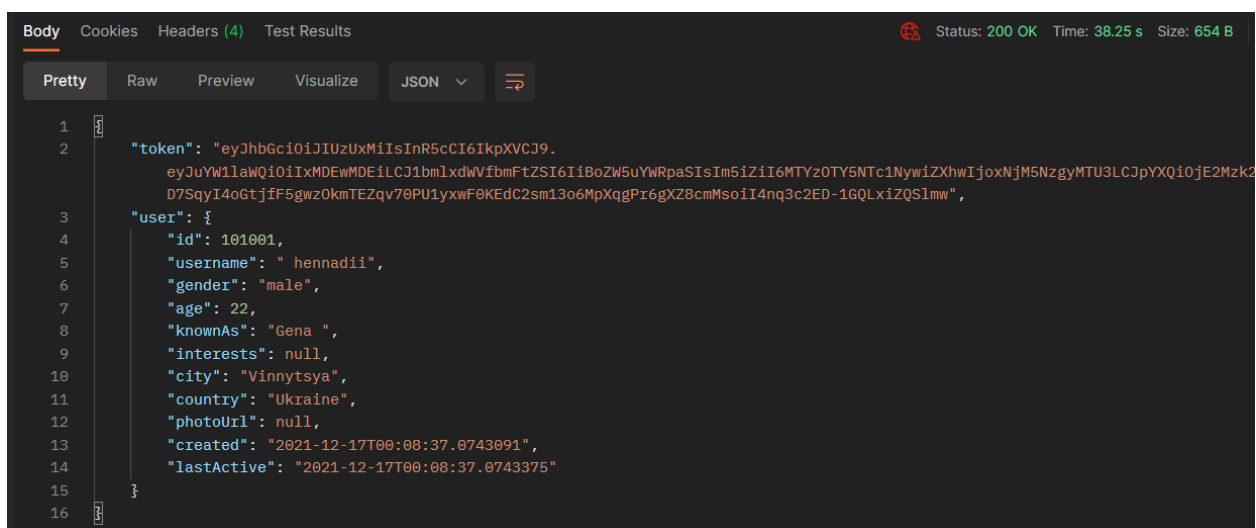 Body Cookies Headers (4) Test Results Status: 200 OK Time: 38.25 s Size: 654 B
Pretty Raw Preview Visualize JSON
1 {
2 "token": "eyJhbGciOiJIUzUxMiIsInR5cCI6IkpXVCJ9.
eyJuYW1laWQiOiIxMDEwMDEiLCJ1bmlxdWVfbmFtZSI6IiBoZW5uYWRpaSIsIm5iZiI6MTYzOTY5NTc1NywiZXhwIjoxNjM5NzgyMTU3LCJpYXQiOjE2Mzk2
D7SqyI4oGtjfF5gwzOkmTEZqv70PU1yxwF0KEdC2sm13o6MpXqgPr6gXZ8cmMsoiI4nq3c2ED-1GQLxiZQSlmw",
3 "user": {
4 "id": 101001,
5 "username": " hennadii",
6 "gender": "male",
7 "age": 22,
8 "knownAs": "Gena ",
9 "interests": null,
10 "city": "Vinnytsya",
11 "country": "Ukraine",
12 "photoUrl": null,
13 "created": "2021-12-17T00:08:37.0743091",
14 "lastActive": "2021-12-17T00:08:37.0743375"
15 }
16 }